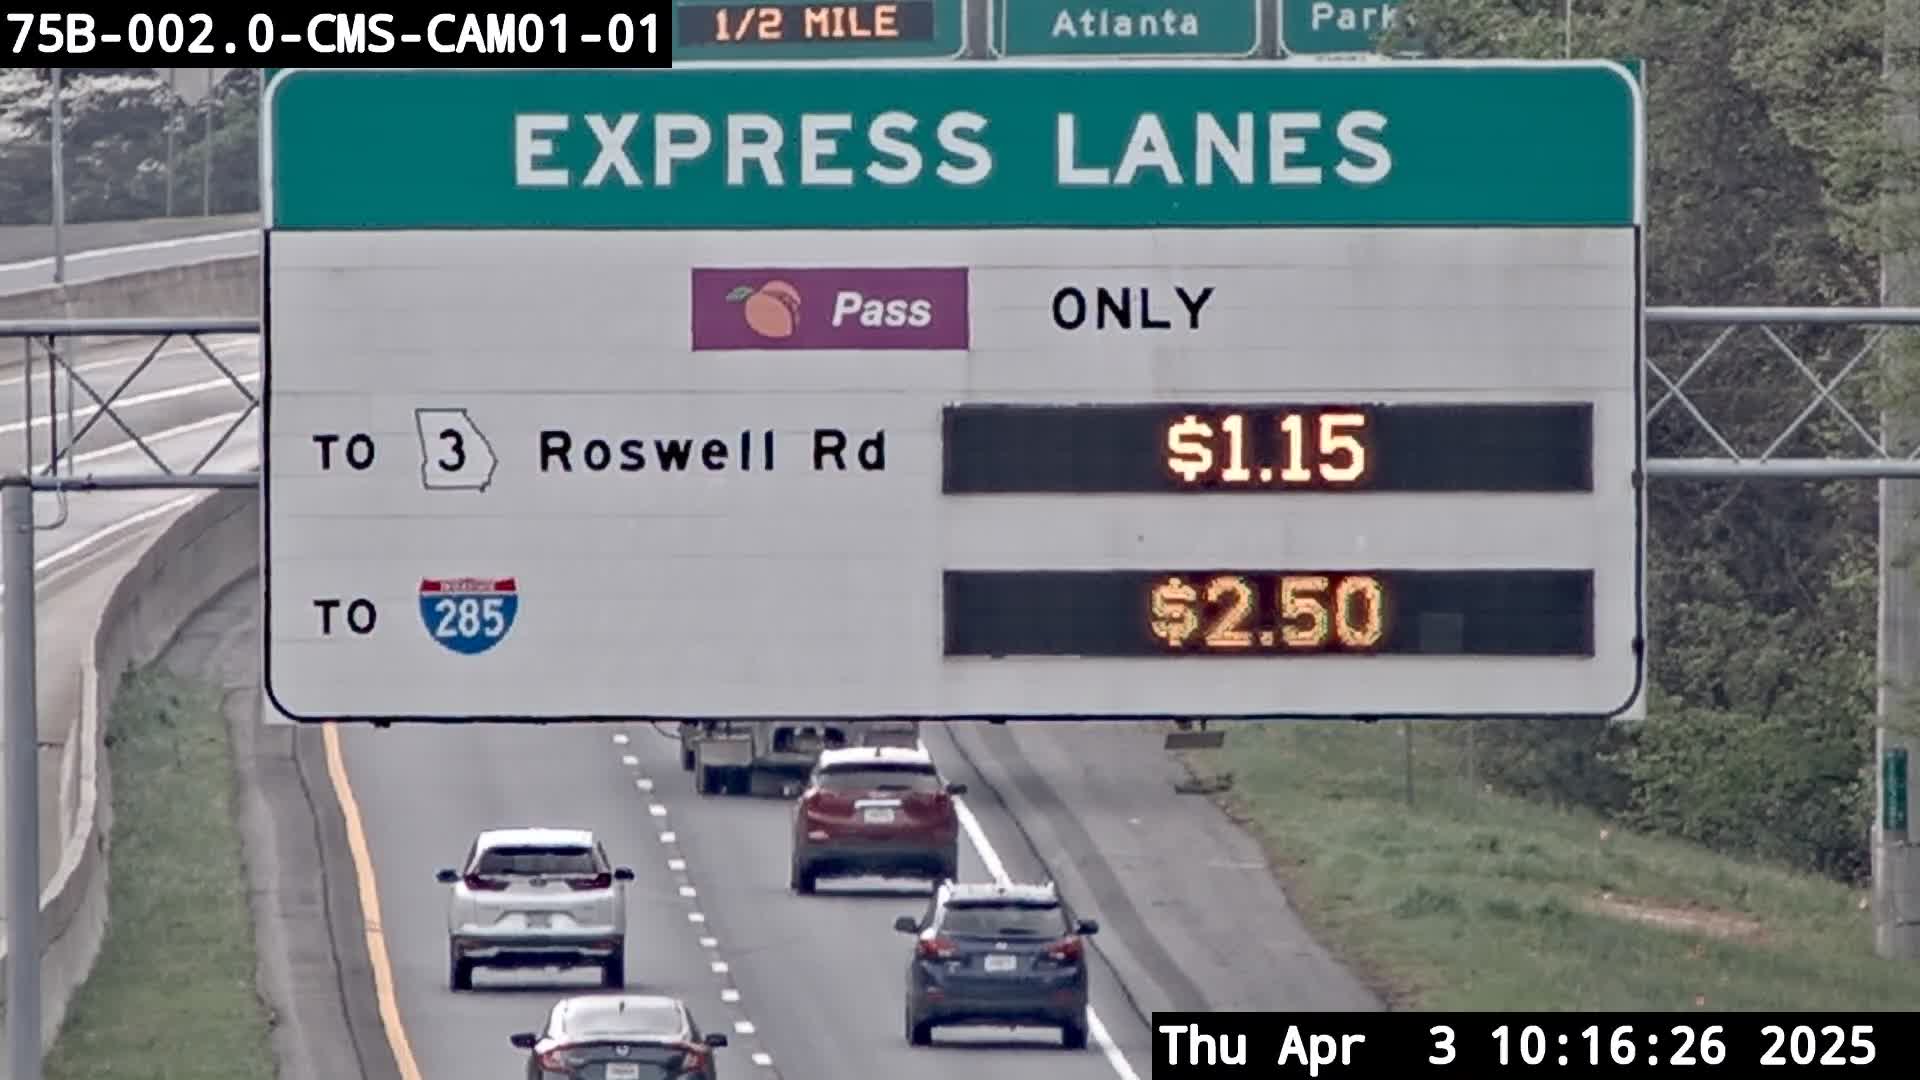 75B-002.0-CMS-CAM01-01
1/2 MILE
Atlanta
Park
EXPRESS LANES
Pass ONLY
TO 3 Roswell Rd $1.15
TO 285 $2.50
Thu Apr 3 10:16:26 2025